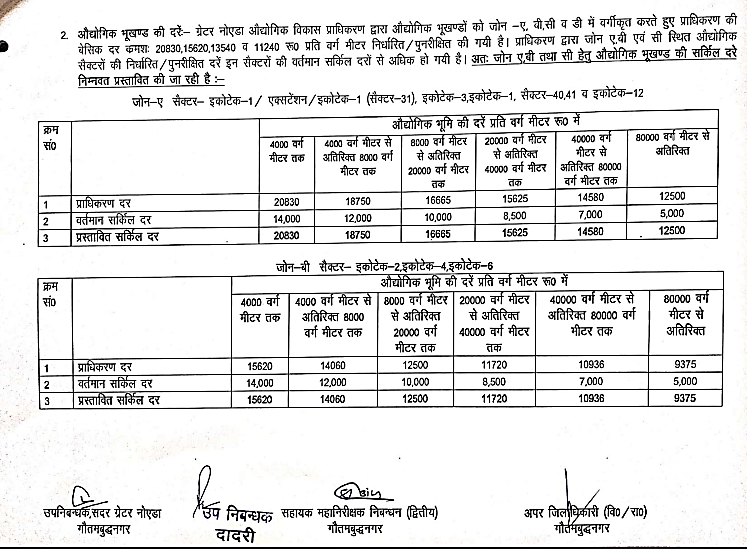 2. औद्योगिक भूखण्ड की दरें:- ग्रेटर नोएडा औद्योगिक विकास प्राधिकरण द्वारा औद्योगिक भूखण्डों को जोन -ए, बी,सी व डी में वर्गीकृत करते हुए प्राधिकरण की
बेसिक दर क्रमशः 20830,15620,13540 व 11240 रू0 प्रति वर्ग मीटर निर्धारित/पुनरीक्षित की गयी है। प्राधिकरण द्वारा जोन ए,बी एवं सी स्थित औद्योगिक
सैक्टरों की निर्धारित/पुनरीक्षित दरें इन सैक्टरों की वर्तमान सर्किल दरों से अधिक हो गयी है। अतः जोन ए,बी तथा सी हेतु औद्योगिक भूखण्ड की सर्किल दरे
निम्नवत प्रस्तावित की जा रही है :-
जोन-ए सैक्टर- इकोटेक-1/ एक्सटेंशन/इकोटेक-1 (सैक्टर-31), इकोटेक-3,इकोटेक-1, सैक्टर-40,41 व इकोटेक-12
क्रम सं0 औद्योगिक भूमि की दरें प्रति वर्ग मीटर रू0 में
4000 वर्ग मीटर तक 4000 वर्ग मीटर से अतिरिक्त 8000 वर्ग मीटर तक 8000 वर्ग मीटर से अतिरिक्त 20000 वर्ग मीटर तक 20000 वर्ग मीटर से अतिरिक्त 40000 वर्ग मीटर तक 40000 वर्ग मीटर से अतिरिक्त 80000 वर्ग मीटर तक 80000 वर्ग मीटर से अतिरिक्त
1 प्राधिकरण दर 20830 18750 16665 15625 14580 12500
2 वर्तमान सर्किल दर 14,000 12,000 10,000 8,500 7,000 5,000
3 प्रस्तावित सर्किल दर 20830 18750 16665 15625 14580 12500
जोन-बी सैक्टर- इकोटेक-2,इकोटेक-4,इकोटेक-6
क्रम सं0 औद्योगिक भूमि की दरें प्रति वर्ग मीटर रू0 में
4000 वर्ग मीटर तक 4000 वर्ग मीटर से अतिरिक्त 8000 वर्ग मीटर तक 8000 वर्ग मीटर से अतिरिक्त 20000 वर्ग मीटर तक 20000 वर्ग मीटर से अतिरिक्त 40000 वर्ग मीटर तक 40000 वर्ग मीटर से अतिरिक्त 80000 वर्ग मीटर तक 80000 वर्ग मीटर से अतिरिक्त
1 प्राधिकरण दर 15620 14060 12500 11720 10936 9375
2 वर्तमान सर्किल दर 14,000 12,000 10,000 8,500 7,000 5,000
3 प्रस्तावित सर्किल दर 15620 14060 12500 11720 10936 9375
उपनिबन्धक,सदर ग्रेटर नोएडा उप निबन्धक सहायक महानिरीक्षक निबन्धन (द्वितीय) अपर जिलाधिकारी (वि0/रा0)
गौतमबुद्धनगर दादरी गौतमबुद्धनगर गौतमबुद्धनगर